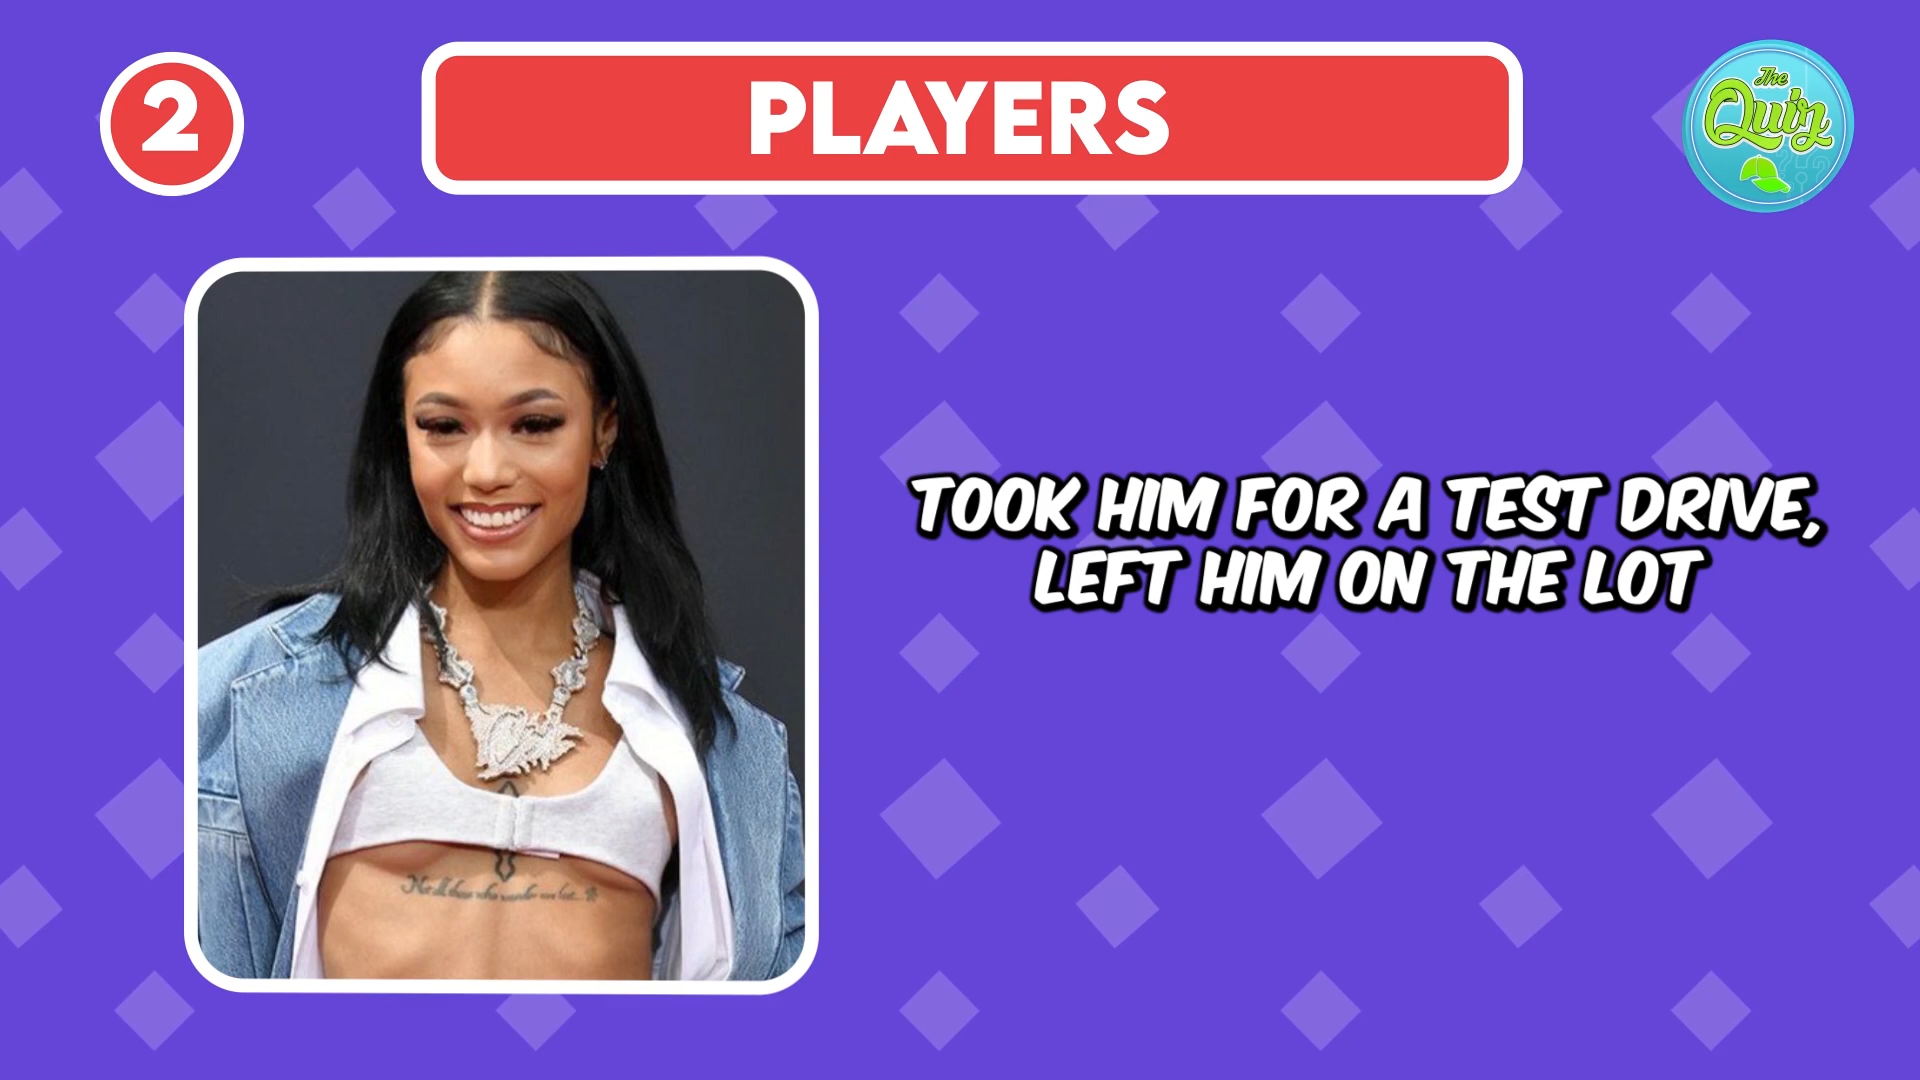 2
PLAYERS
The
Quiz
TOOK HIM FOR A TEST DRIVE,
LEFT HIM ON THE LOT